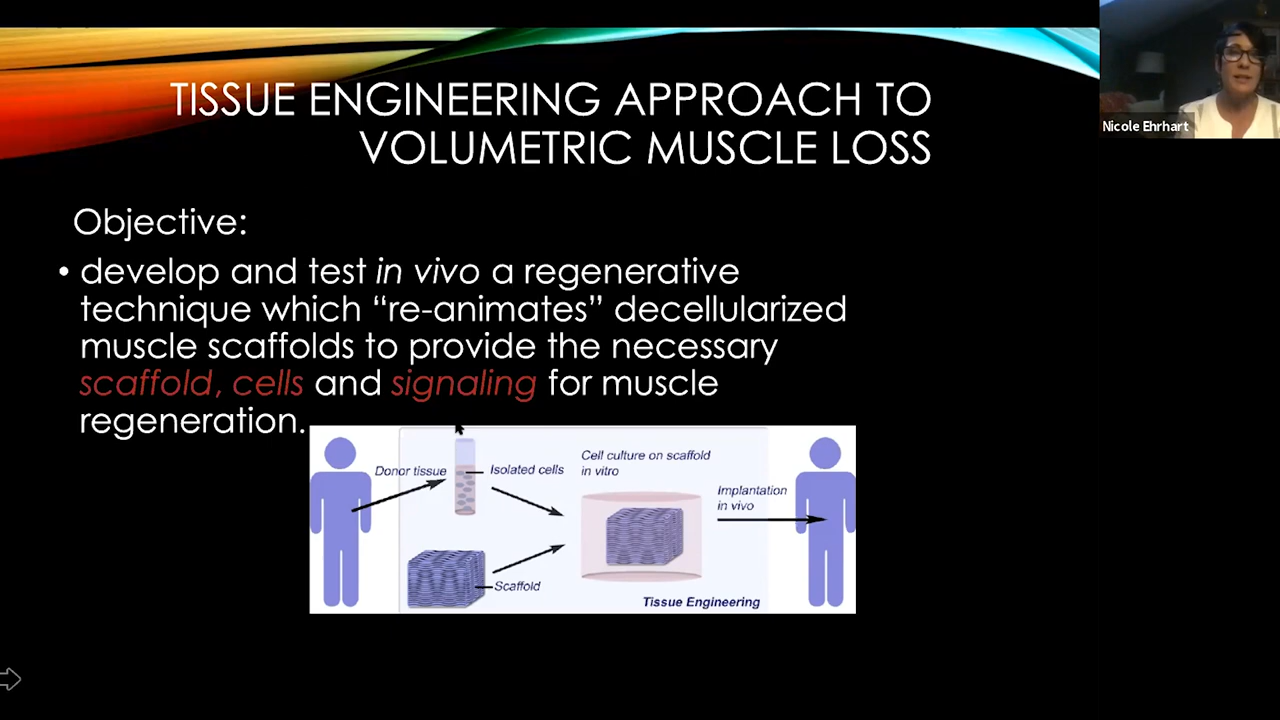 TISSUE ENGINEERING APPROACH TO
VOLUMETRIC MUSCLE LOSS
Nicole Ehrhart
Objective:
• develop and test in vivo a regenerative
technique which “re-animates” decellularized
muscle scaffolds to provide the necessary
scaffold, cells and signaling for muscle
regeneration.
Donor tissue
Isolated cells
Cell culture on scaffold
in vitro
Implantation
in vivo
Scaffold
Tissue Engineering